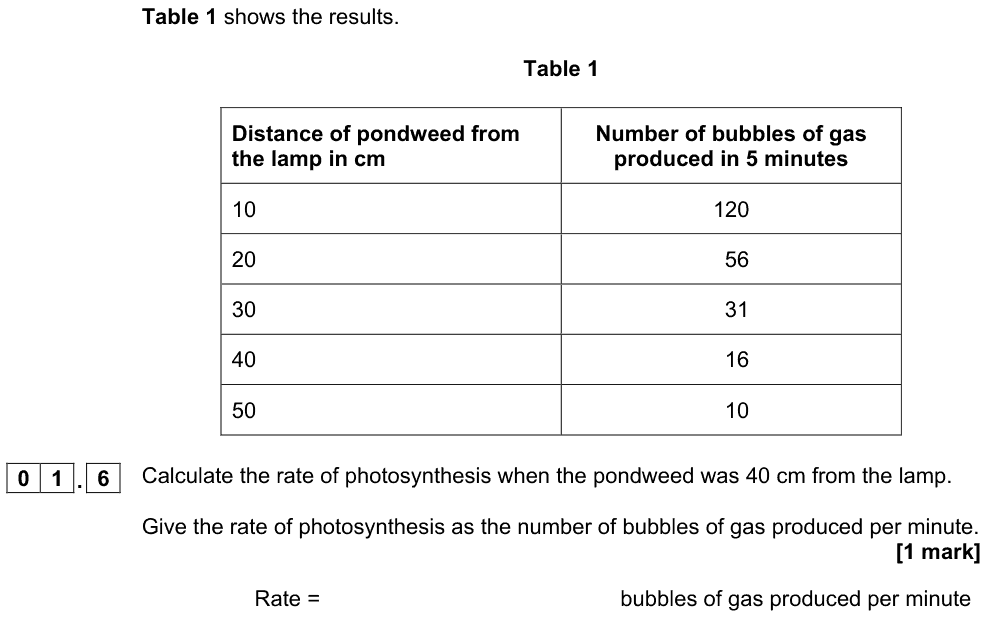 Table 1 shows the results.
Table 1
Distance of pondweed from
the lamp in cm
Number of bubbles of gas
produced in 5 minutes
10 120
20 56
30 31
40 16
50 10
0 1 . 6 Calculate the rate of photosynthesis when the pondweed was 40 cm from the lamp.
Give the rate of photosynthesis as the number of bubbles of gas produced per minute.
[1 mark]
Rate = bubbles of gas produced per minute